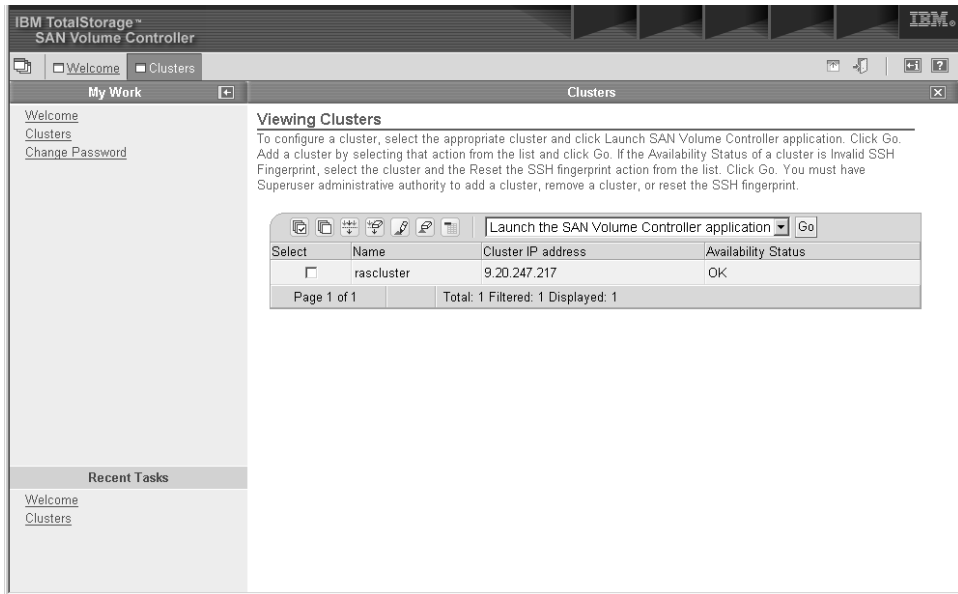 IBM TotalStorage™
SAN Volume Controller
IBM®
Welcome
Clusters
My Work
Clusters
Welcome
Clusters
Change Password
Viewing Clusters
To configure a cluster, select the appropriate cluster and click Launch SAN Volume Controller application. Click Go.
Add a cluster by selecting that action from the list and click Go. If the Availability Status of a cluster is Invalid SSH
Fingerprint, select the cluster and the Reset the SSH fingerprint action from the list. Click Go. You must have
Superuser administrative authority to add a cluster, remove a cluster, or reset the SSH fingerprint.
Launch the SAN Volume Controller application Go
Select Name Cluster IP address Availability Status
rascluster 9.20.247.217 OK
Page 1 of 1 Total: 1 Filtered: 1 Displayed: 1
Recent Tasks
Welcome
Clusters